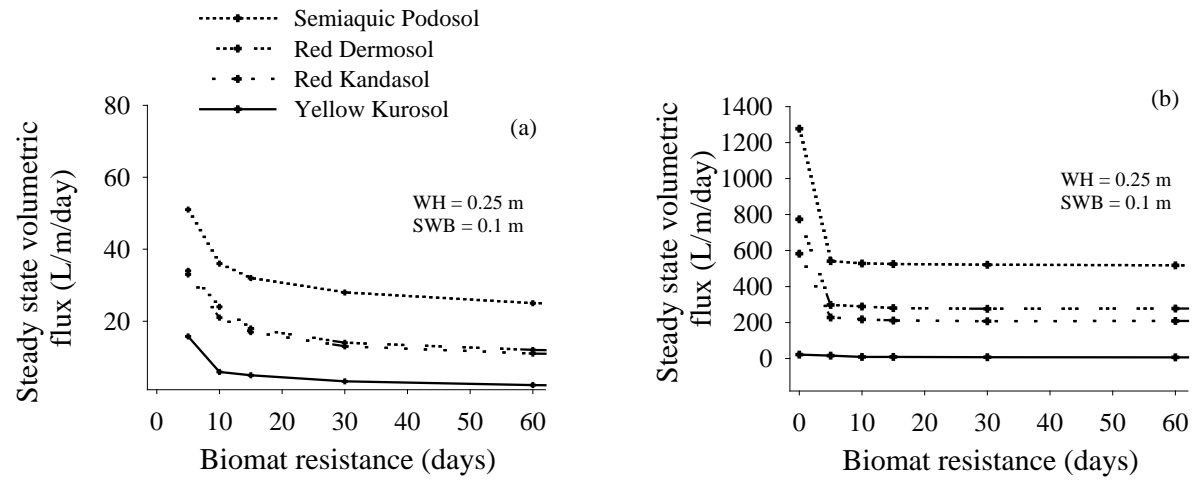 Semiaquic Podosol
Red Dermosol
Red Kandasol
Yellow Kurosol
Steady state volumetric
flux (L/m/day)
80
60
40
20
(a)
WH = 0.25 m
SWB = 0.1 m
0 10 20 30 40 50 60
Biomat resistance (days)
Steady state volumetric
flux (L/m/day)
1400
1200
1000
800
600
400
200
0
(b)
WH = 0.25 m
SWB = 0.1 m
0 10 20 30 40 50 60
Biomat resistance (days)